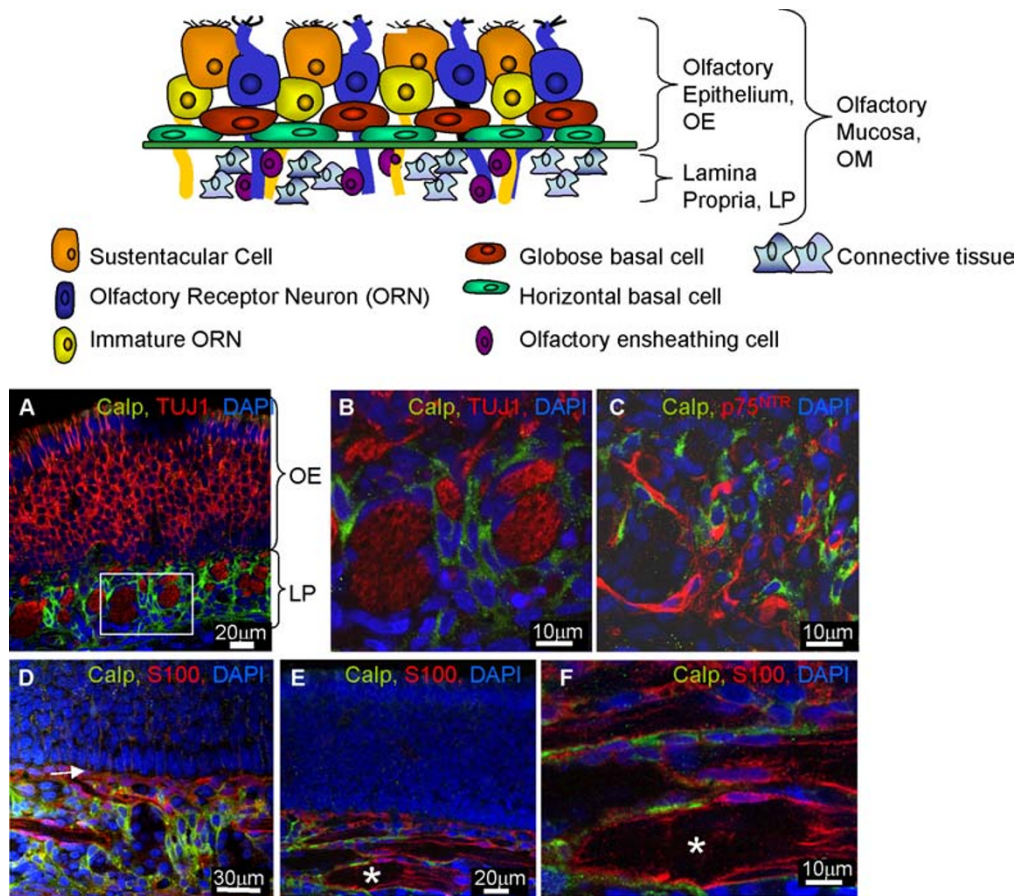 Olfactory
Epithelium,
OE
Olfactory
Mucosa,
OM
Lamina
Propria, LP
Sustentacular Cell
Globose basal cell
Connective tissue
Olfactory Receptor Neuron (ORN)
Horizontal basal cell
Immature ORN
Olfactory ensheathing cell
A Calp, TUJ1, DAPI
OE
LP
20μm
B Calp, TUJ1, DAPI
10μm
C Calp, p75NTR DAPI
10μm
D Calp, S100, DAPI
30μm
E Calp, S100, DAPI
*
20μm
F Calp, S100, DAPI
*
10μm